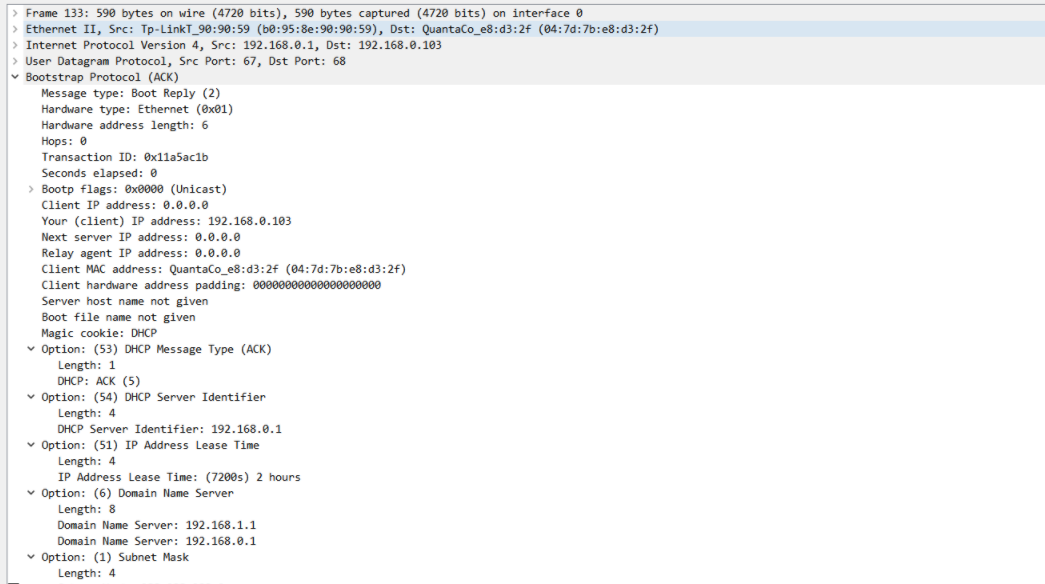 Frame 133: 590 bytes on wire (4720 bits), 590 bytes captured (4720 bits) on interface 0
Ethernet II, Src: Tp-LinkT_90:90:59 (b0:95:8e:90:90:59), Dst: QuantaCo_e8:d3:2f (04:7d:7b:e8:d3:2f)
Internet Protocol Version 4, Src: 192.168.0.1, Dst: 192.168.0.103
User Datagram Protocol, Src Port: 67, Dst Port: 68
Bootstrap Protocol (ACK)
Message type: Boot Reply (2)
Hardware type: Ethernet (0x01)
Hardware address length: 6
Hops: 0
Transaction ID: 0x11a5ac1b
Seconds elapsed: 0
Bootp flags: 0x0000 (Unicast)
Client IP address: 0.0.0.0
Your (client) IP address: 192.168.0.103
Next server IP address: 0.0.0.0
Relay agent IP address: 0.0.0.0
Client MAC address: QuantaCo_e8:d3:2f (04:7d:7b:e8:d3:2f)
Client hardware address padding: 00000000000000000000
Server host name not given
Boot file name not given
Magic cookie: DHCP
Option: (53) DHCP Message Type (ACK)
Length: 1
DHCP: ACK (5)
Option: (54) DHCP Server Identifier
Length: 4
DHCP Server Identifier: 192.168.0.1
Option: (51) IP Address Lease Time
Length: 4
IP Address Lease Time: (7200s) 2 hours
Option: (6) Domain Name Server
Length: 8
Domain Name Server: 192.168.1.1
Domain Name Server: 192.168.0.1
Option: (1) Subnet Mask
Length: 4